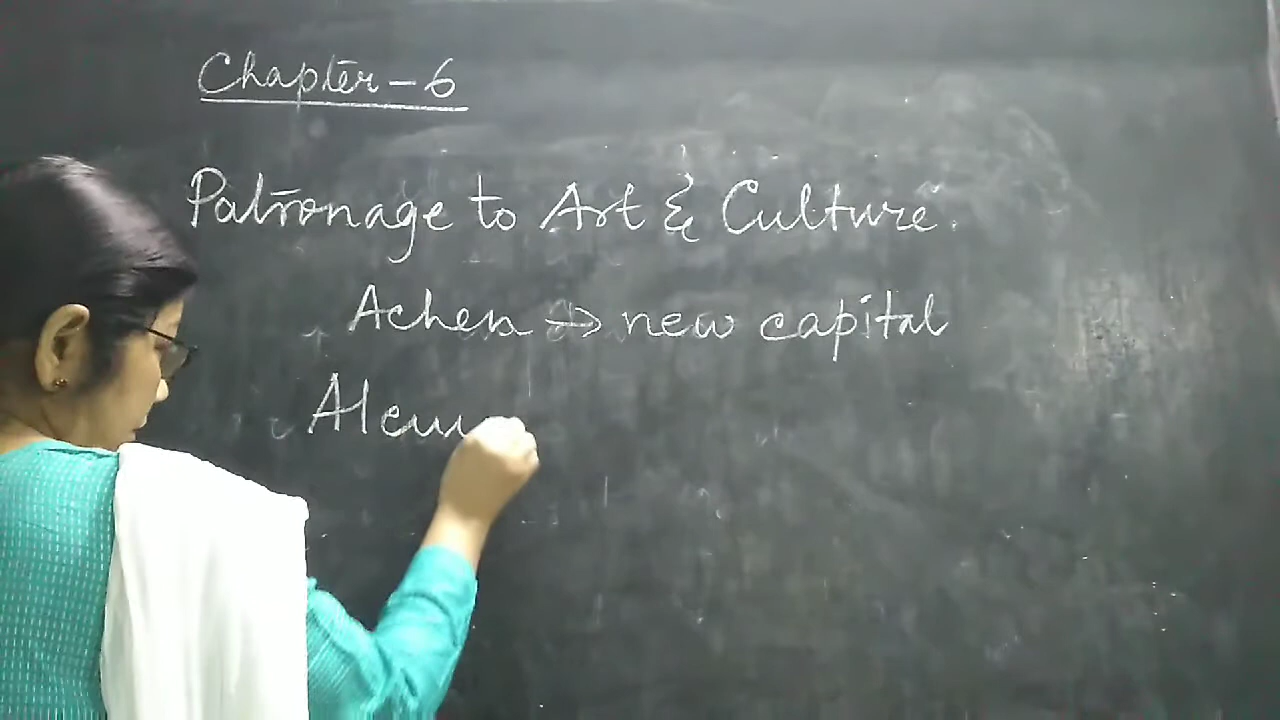 Chapter - 6
Patronage to Art & Culture.
Achen → new capital
Alcu